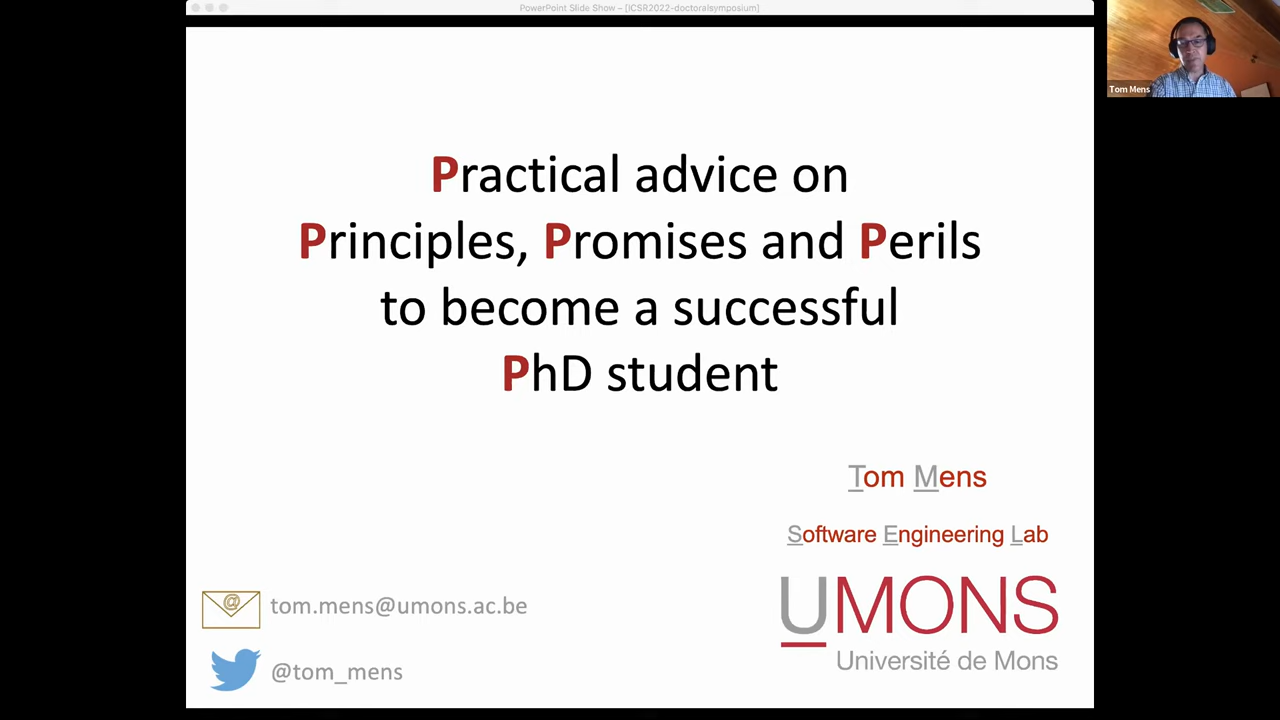 PowerPoint Slide Show – [ICSR2022-doctoralsymposium]
Tom Mens
Practical advice on
Principles, Promises and Perils
to become a successful
PhD student
Tom Mens
Software Engineering Lab
UMONS
Université de Mons
@
tom.mens@umons.ac.be
@tom_mens